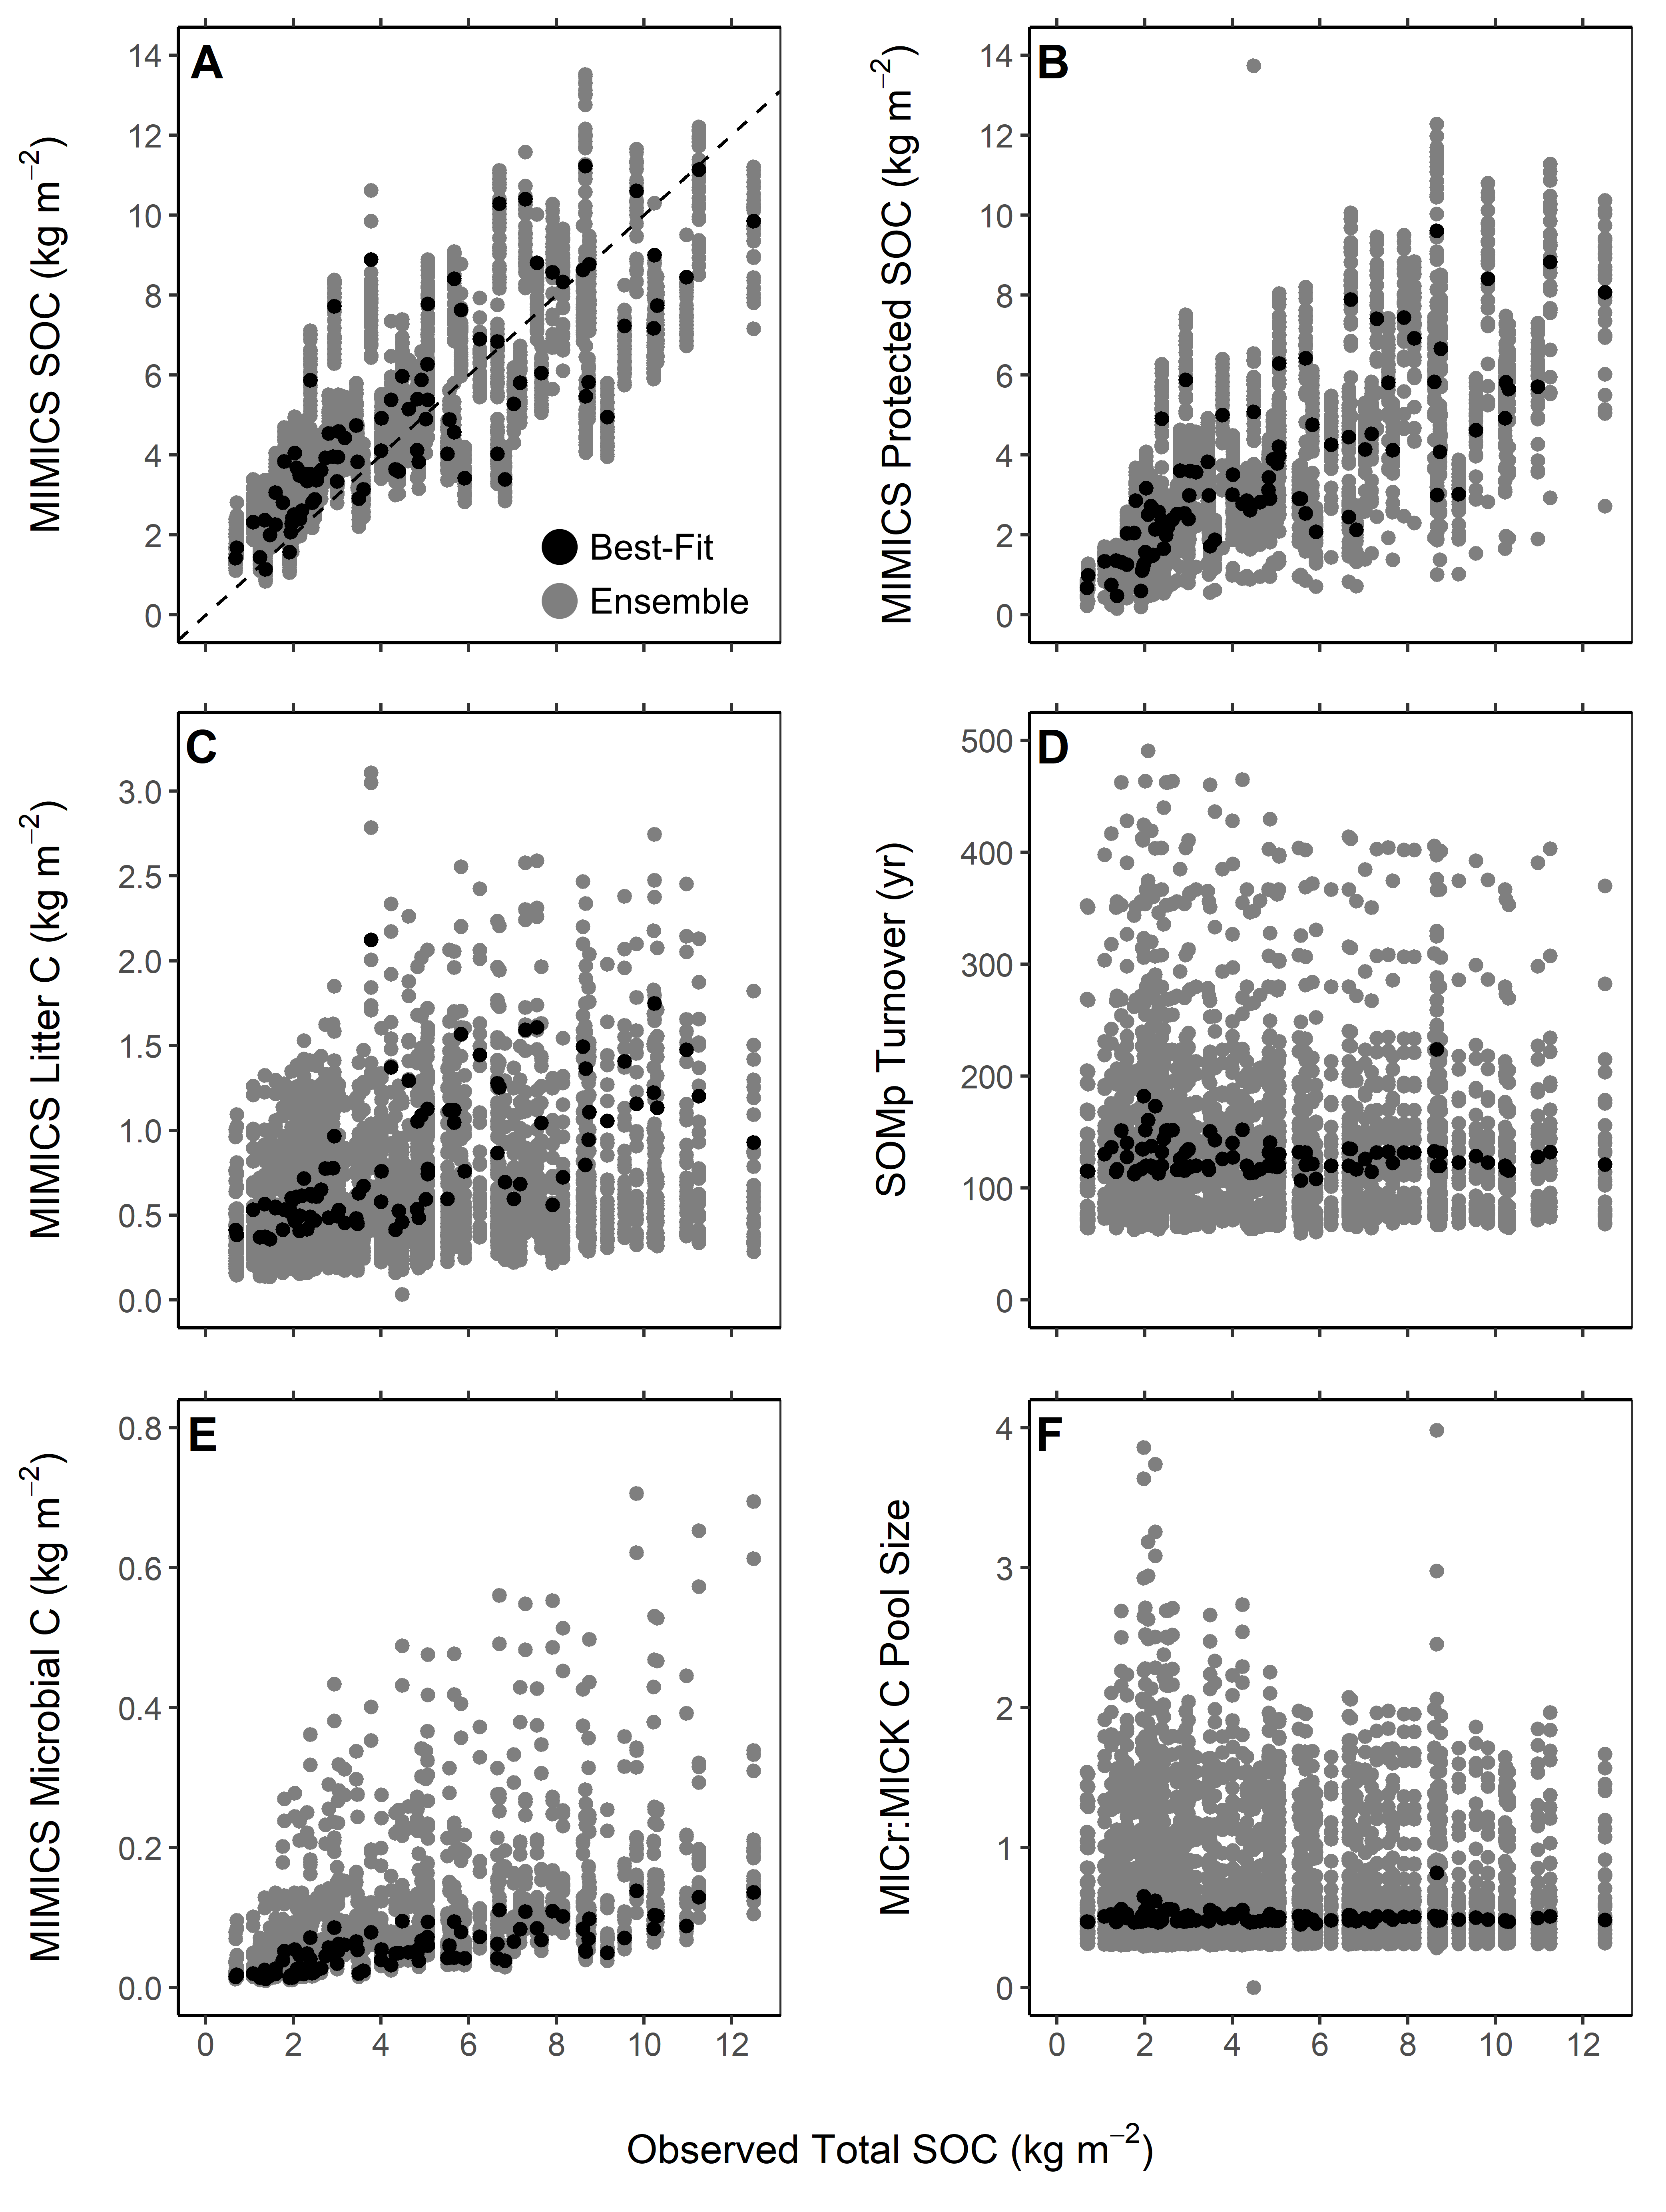 A
MIMICS SOC (kg m−2)
14
12
10
8
6
4
2
0
Best-Fit
Ensemble
B
MIMICS Protected SOC (kg m−2)
14
12
10
8
6
4
2
0
C
MIMICS Litter C (kg m−2)
3.0
2.5
2.0
1.5
1.0
0.5
0.0
D
SOMp Turnover (yr)
500
400
300
200
100
0
E
MIMICS Microbial C (kg m−2)
0.8
0.6
0.4
0.2
0.0
0 2 4 6 8 10 12
F
MICr:MICK C Pool Size
4
3
2
1
0
0 2 4 6 8 10 12
Observed Total SOC (kg m−2)